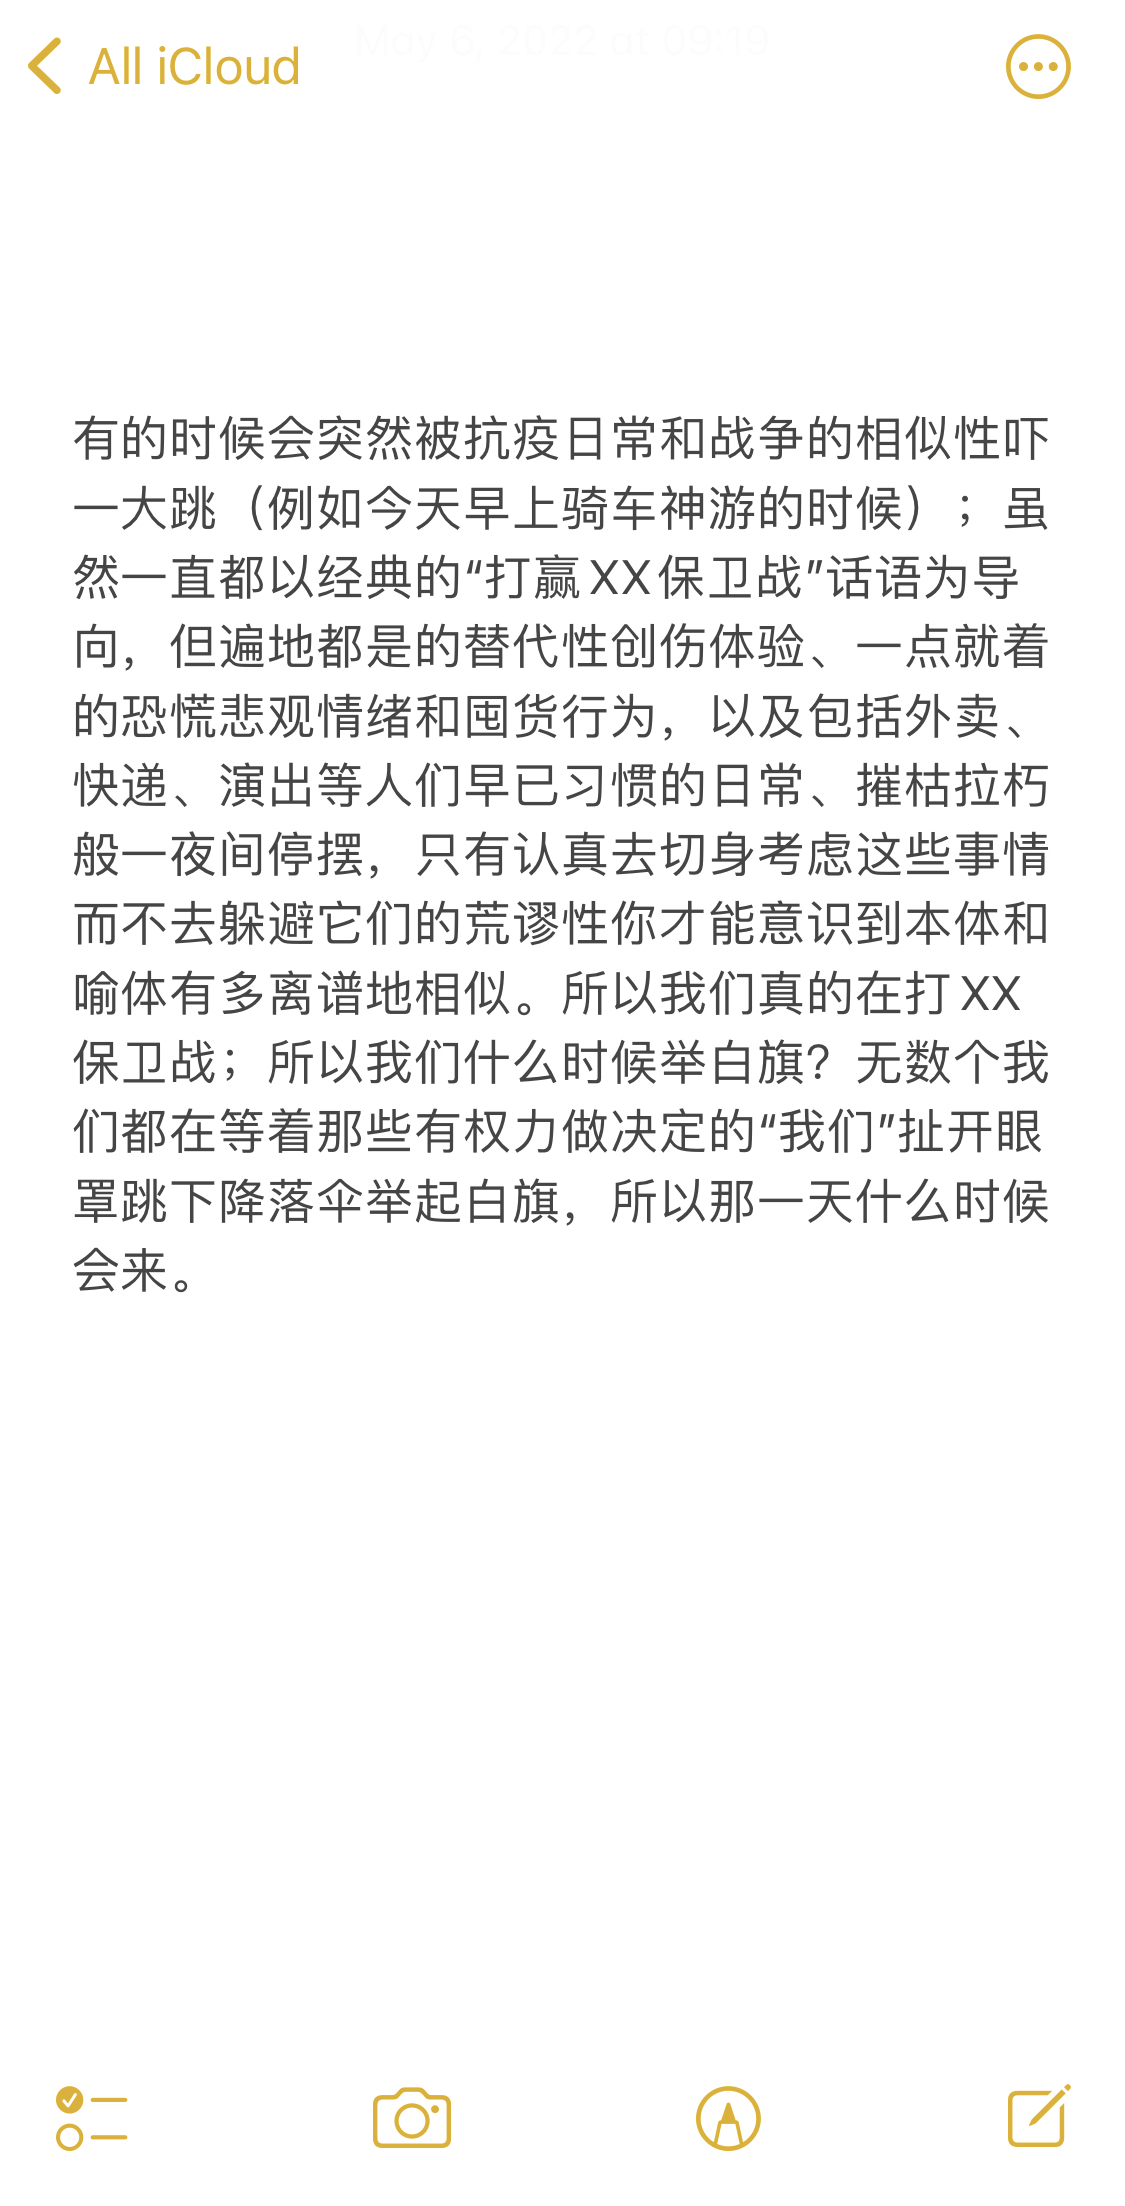 May 6, 2022 at 09:19
All iCloud
有的时候会突然被抗疫日常和战争的相似性吓
一大跳（例如今天早上骑车神游的时候）；虽
然一直都以经典的“打赢XX保卫战”话语为导
向，但遍地都是的替代性创伤体验、一点就着
的恐慌悲观情绪和囤货行为，以及包括外卖、
快递、演出等人们早已习惯的日常、摧枯拉朽
般一夜间停摆，只有认真去切身考虑这些事情
而不去躲避它们的荒谬性你才能意识到本体和
喻体有多离谱地相似。所以我们真的在打XX
保卫战；所以我们什么时候举白旗？无数个我
们都在等着那些有权力做决定的“我们”扯开眼
罩跳下降落伞举起白旗，所以那一天什么时候
会来。